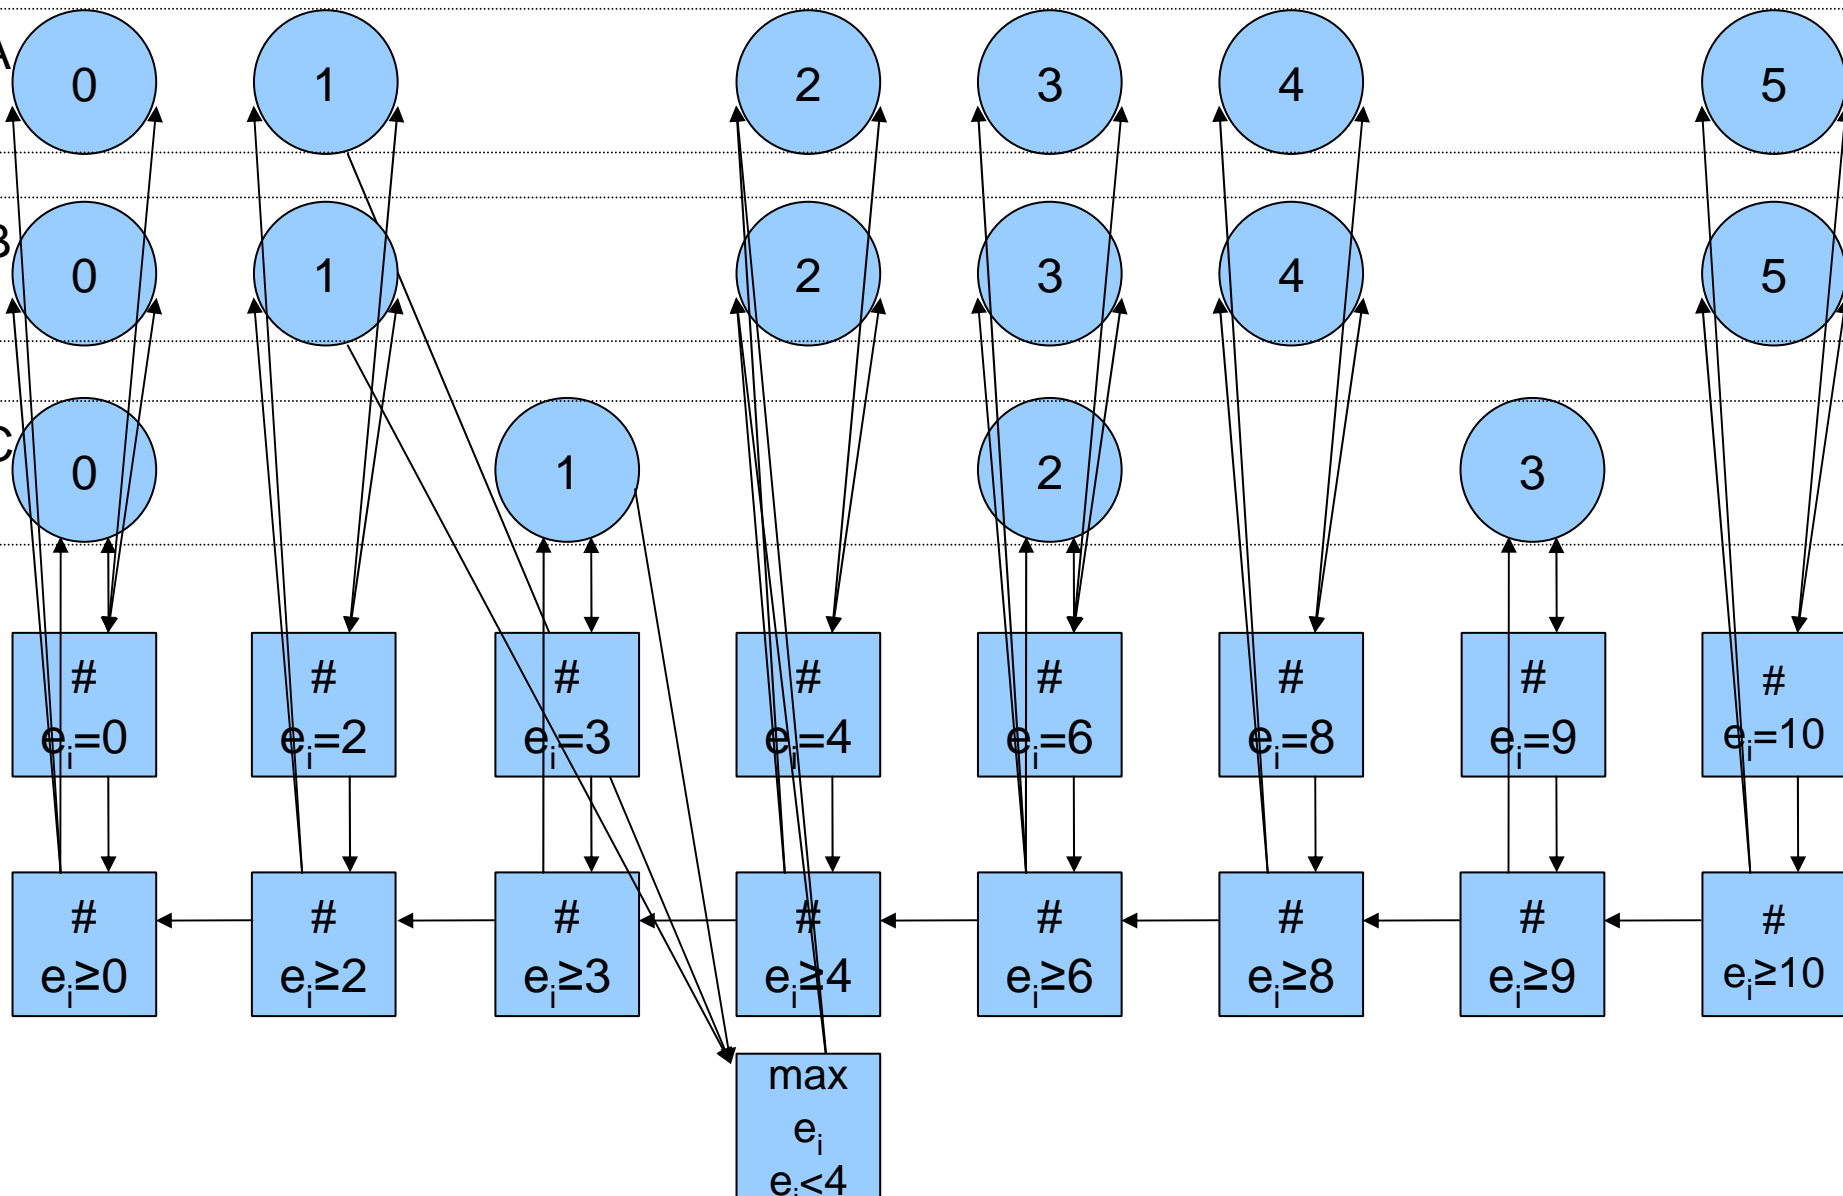 A 0 1 2 3 4 5
B 0 1 2 3 4 5
C 0 1 2 3
# # # # # # # #
ei=0 ei=2 ei=3 ei=4 ei=6 ei=8 ei=9 ei=10
# # # # # # # #
ei≥0 ei≥2 ei≥3 ei≥4 ei≥6 ei≥8 ei≥9 ei≥10
max
ei
ei<4